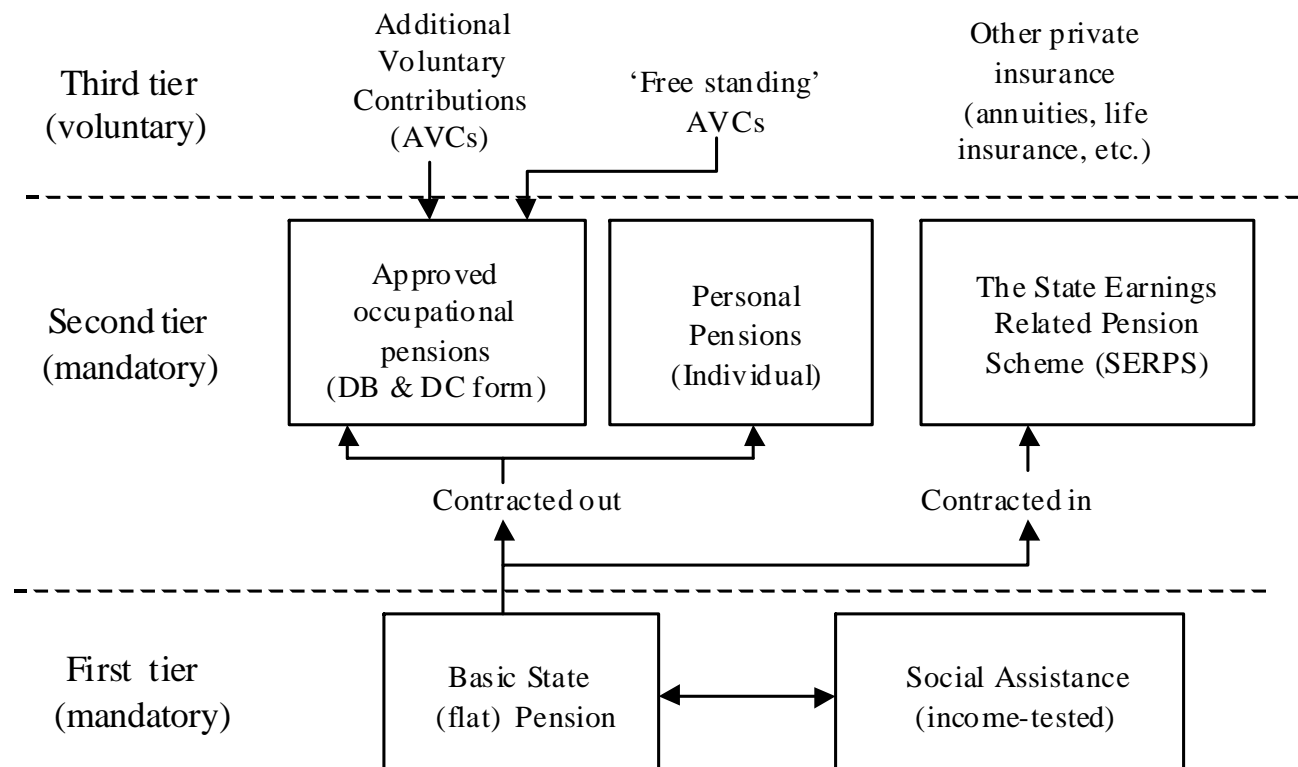 Third tier
(voluntary)
Additional
Voluntary
Contributions
(AVCs)
‘Free standing’
AVCs
Other private
insurance
(annuities, life
insurance, etc.)
Second tier
(mandatory)
Approved
occupational
pensions
(DB & DC form)
Personal
Pensions
(Individual)
The State Earnings
Related Pension
Scheme (SERPS)
Contracted out
Contracted in
First tier
(mandatory)
Basic State
(flat) Pension
Social Assistance
(income-tested)